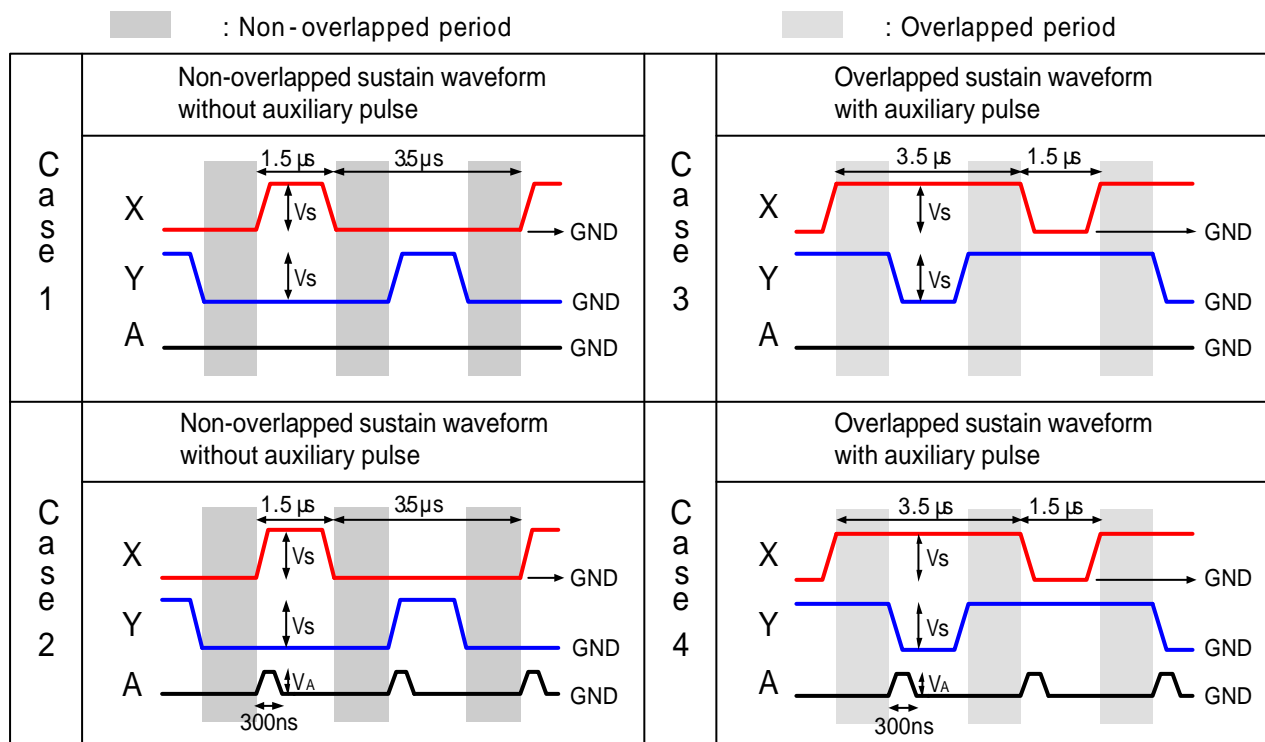 : Non-overlapped period
: Overlapped period
Case 1
Non-overlapped sustain waveform
without auxiliary pulse
1.5 µs
35µs
X
Vs
GND
Y
Vs
GND
A
GND
Case 3
Overlapped sustain waveform
with auxiliary pulse
3.5 µs
1.5 µs
X
Vs
GND
Y
Vs
GND
A
GND
Case 2
Non-overlapped sustain waveform
without auxiliary pulse
1.5 µs
35µs
X
Vs
GND
Y
Vs
GND
A
VA
GND
300ns
Case 4
Overlapped sustain waveform
with auxiliary pulse
3.5 µs
1.5 µs
X
Vs
GND
Y
Vs
GND
A
VA
GND
300ns